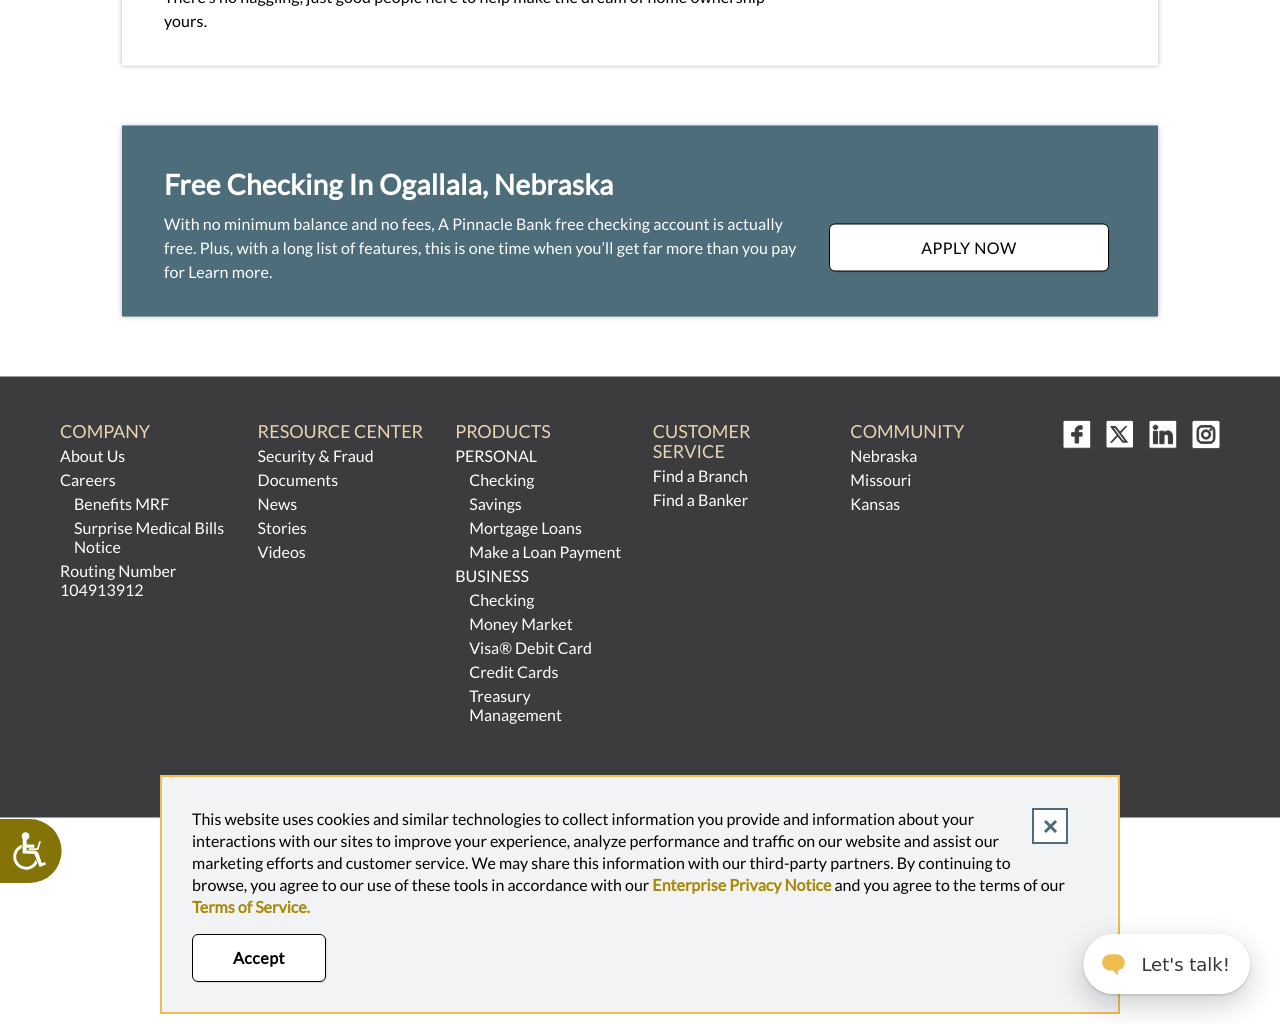 There's no haggling, just good people here to help make the dream of home ownership
yours.
Free Checking In Ogallala, Nebraska
With no minimum balance and no fees, A Pinnacle Bank free checking account is actually
free. Plus, with a long list of features, this is one time when you’ll get far more than you pay
for Learn more.
APPLY NOW
COMPANY
About Us
Careers
Benefits MRF
Surprise Medical Bills
Notice
Routing Number
104913912
RESOURCE CENTER
Security & Fraud
Documents
News
Stories
Videos
PRODUCTS
PERSONAL
Checking
Savings
Mortgage Loans
Make a Loan Payment
BUSINESS
Checking
Money Market
Visa® Debit Card
Credit Cards
Treasury
Management
CUSTOMER
SERVICE
Find a Branch
Find a Banker
COMMUNITY
Nebraska
Missouri
Kansas
This website uses cookies and similar technologies to collect information you provide and information about your
interactions with our sites to improve your experience, analyze performance and traffic on our website and assist our
marketing efforts and customer service. We may share this information with our third-party partners. By continuing to
browse, you agree to our use of these tools in accordance with our Enterprise Privacy Notice and you agree to the terms of our
Terms of Service.
Accept
Let's talk!